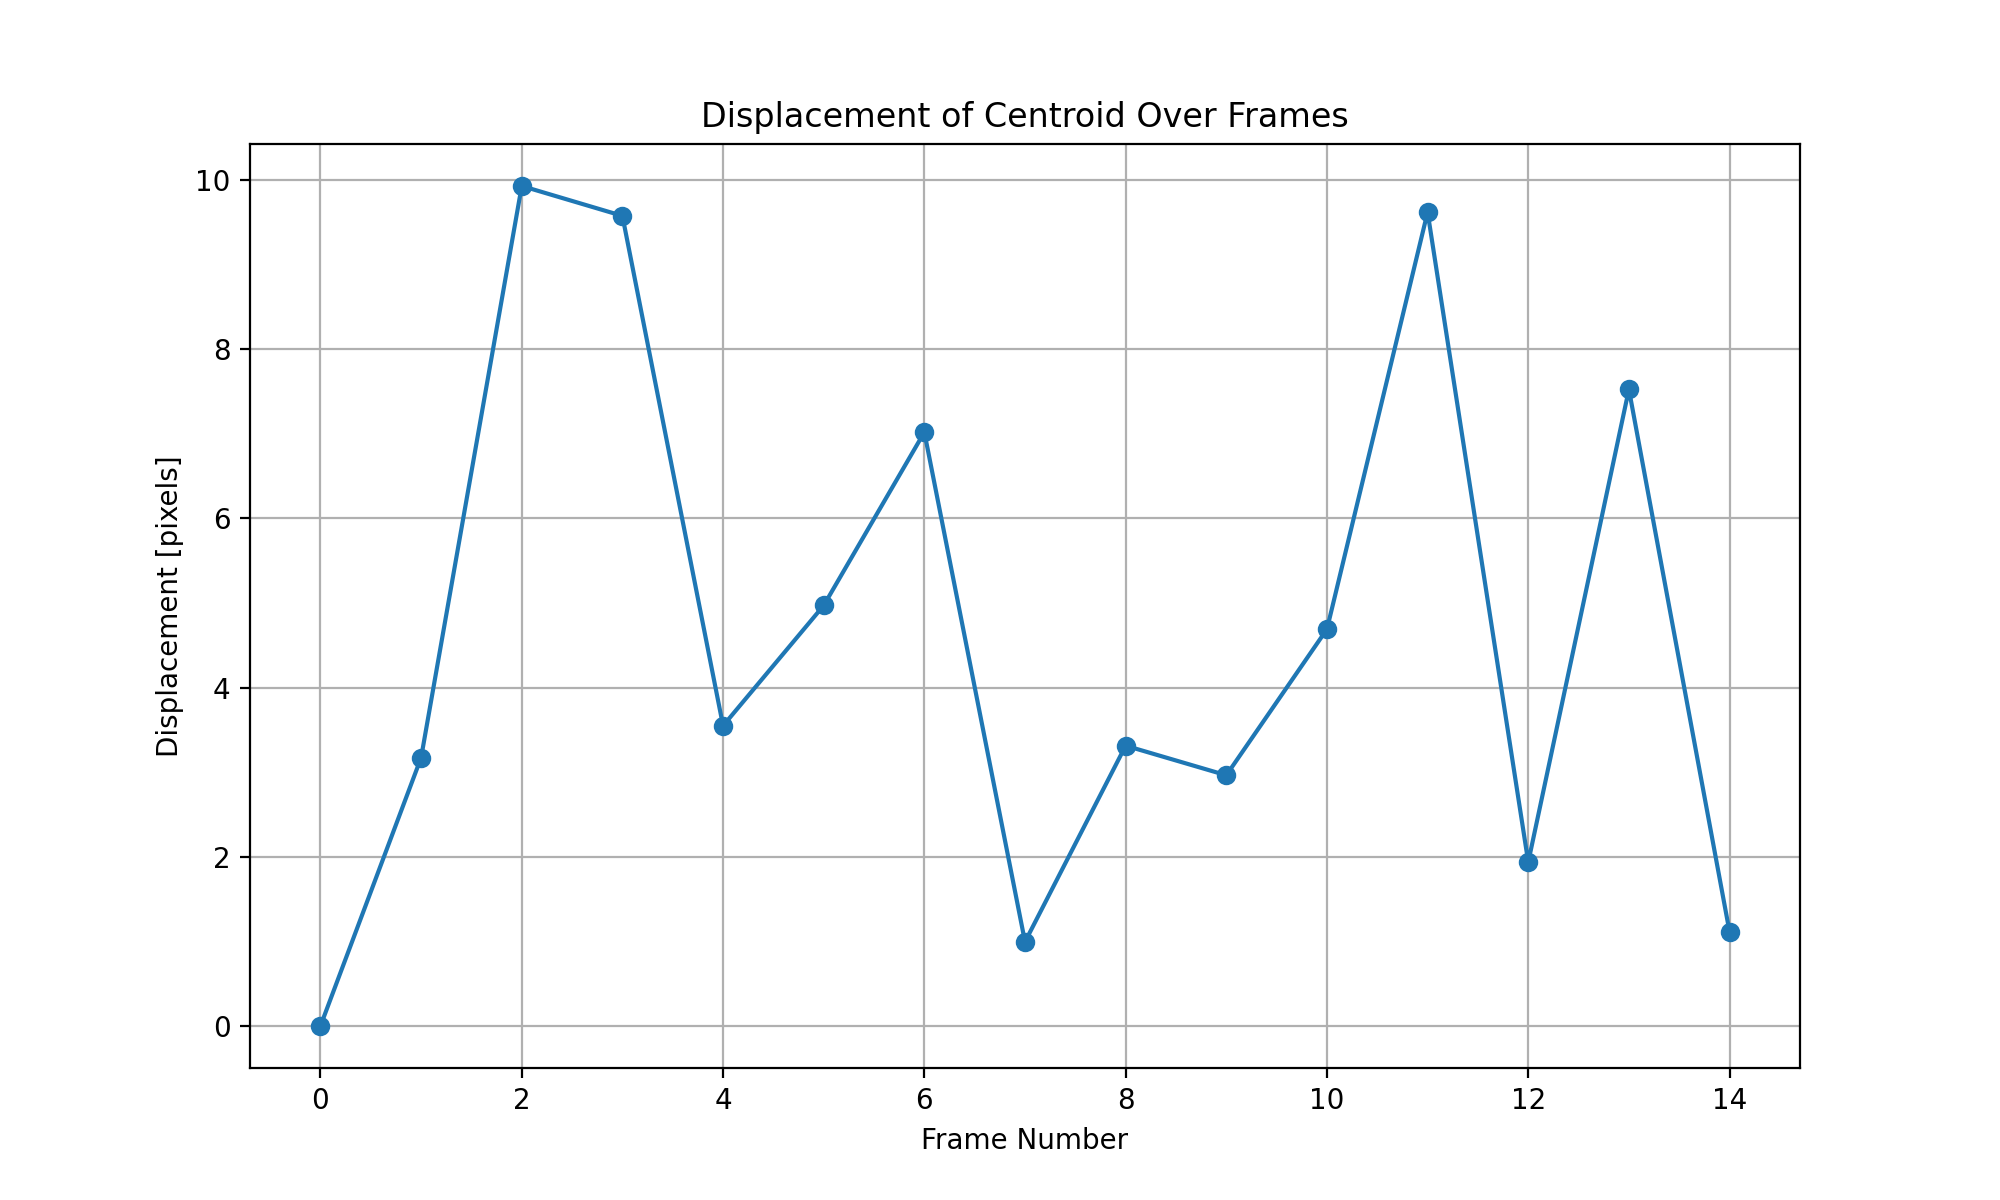 Displacement of Centroid Over Frames
10
8
6
4
2
0
Displacement [pixels]
0 2 4 6 8 10 12 14
Frame Number